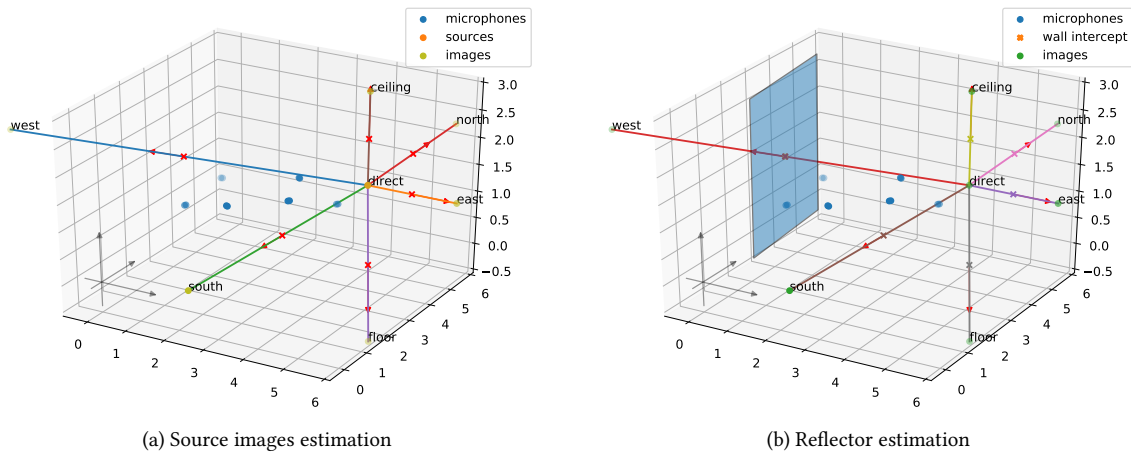 microphones
sources
images
ceiling
north
west
direct
east
south
floor
3.0
2.5
2.0
1.5
1.0
0.5
0.0
−0.5
0
1
2
3
4
5
6
0
1
2
3
4
5
6
(a) Source images estimation
microphones
wall intercept
images
ceiling
north
west
direct
east
south
floor
3.0
2.5
2.0
1.5
1.0
0.5
0.0
−0.5
0
1
2
3
4
5
6
0
1
2
3
4
5
6
(b) Reflector estimation